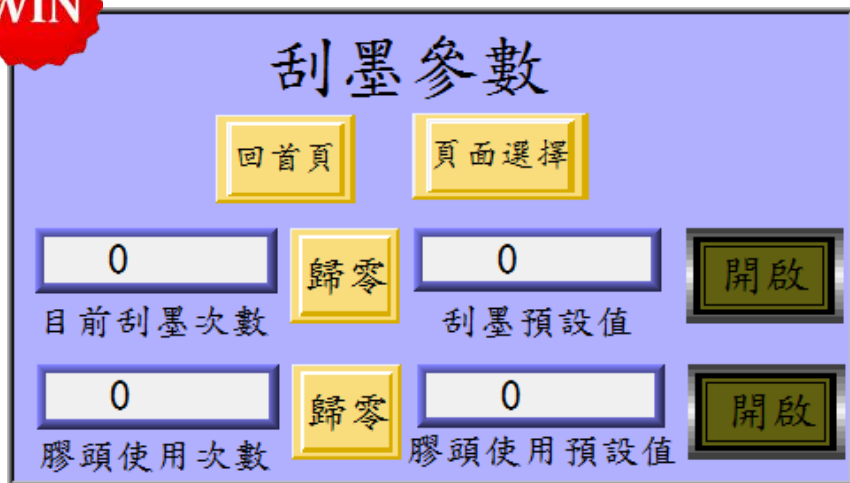 WIN
刮墨參數
回首頁 頁面選擇
0 歸零 0 開啟
目前刮墨次數 刮墨預設值
0 歸零 0 開啟
膠頭使用次數 膠頭使用預設值